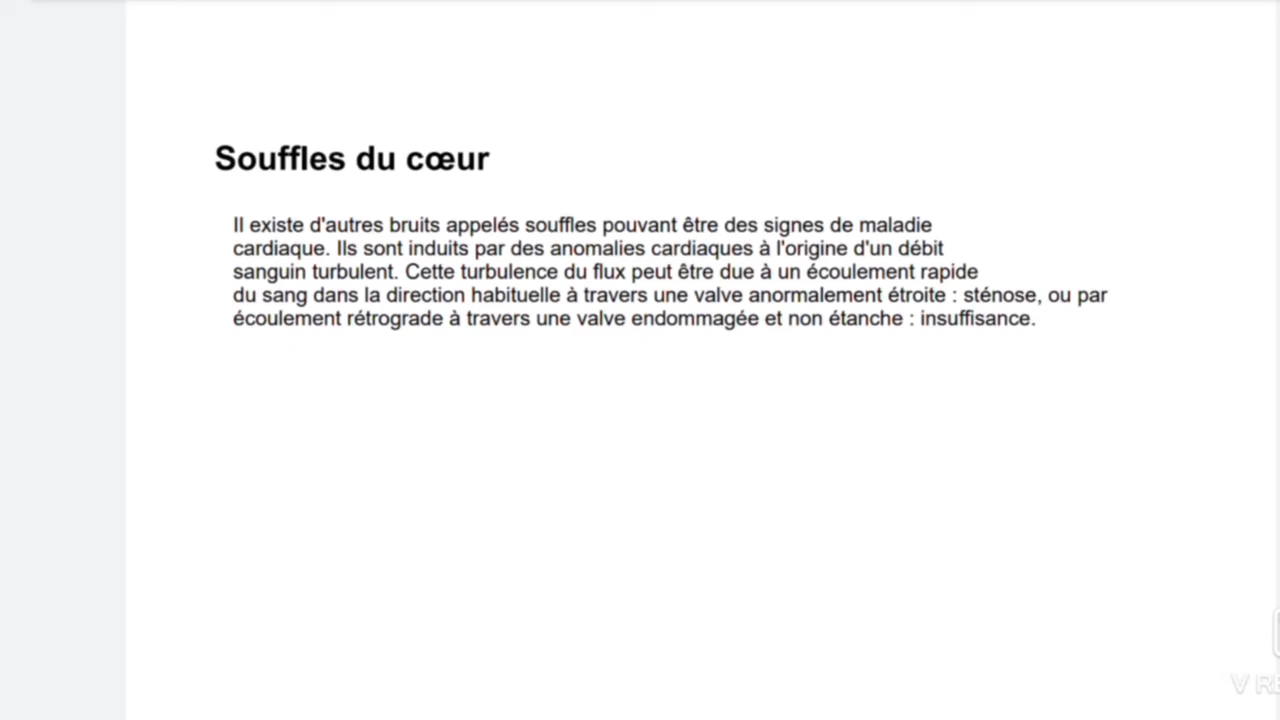 Souffles du cœur
Il existe d'autres bruits appelés souffles pouvant être des signes de maladie
cardiaque. Ils sont induits par des anomalies cardiaques à l'origine d'un débit
sanguin turbulent. Cette turbulence du flux peut être due à un écoulement rapide
du sang dans la direction habituelle à travers une valve anormalement étroite : sténose, ou par
écoulement rétrograde à travers une valve endommagée et non étanche : insuffisance.